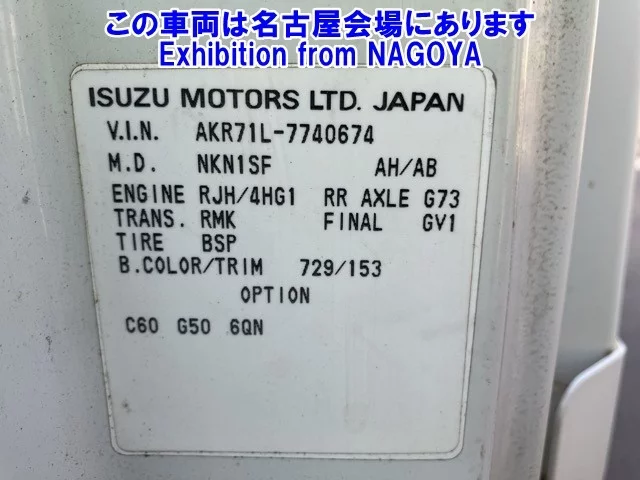 この車両は名古屋会場にあります
Exhibition from NAGOYA
ISUZU MOTORS LTD. JAPAN
V.I.N. AKR71L-7740674
M.D. NKN1SF AH/AB
ENGINE RJH/4HG1 RR AXLE G73
TRANS. RMK FINAL GV1
TIRE BSP
B.COLOR/TRIM 729/153
OPTION
C60 G50 6QN